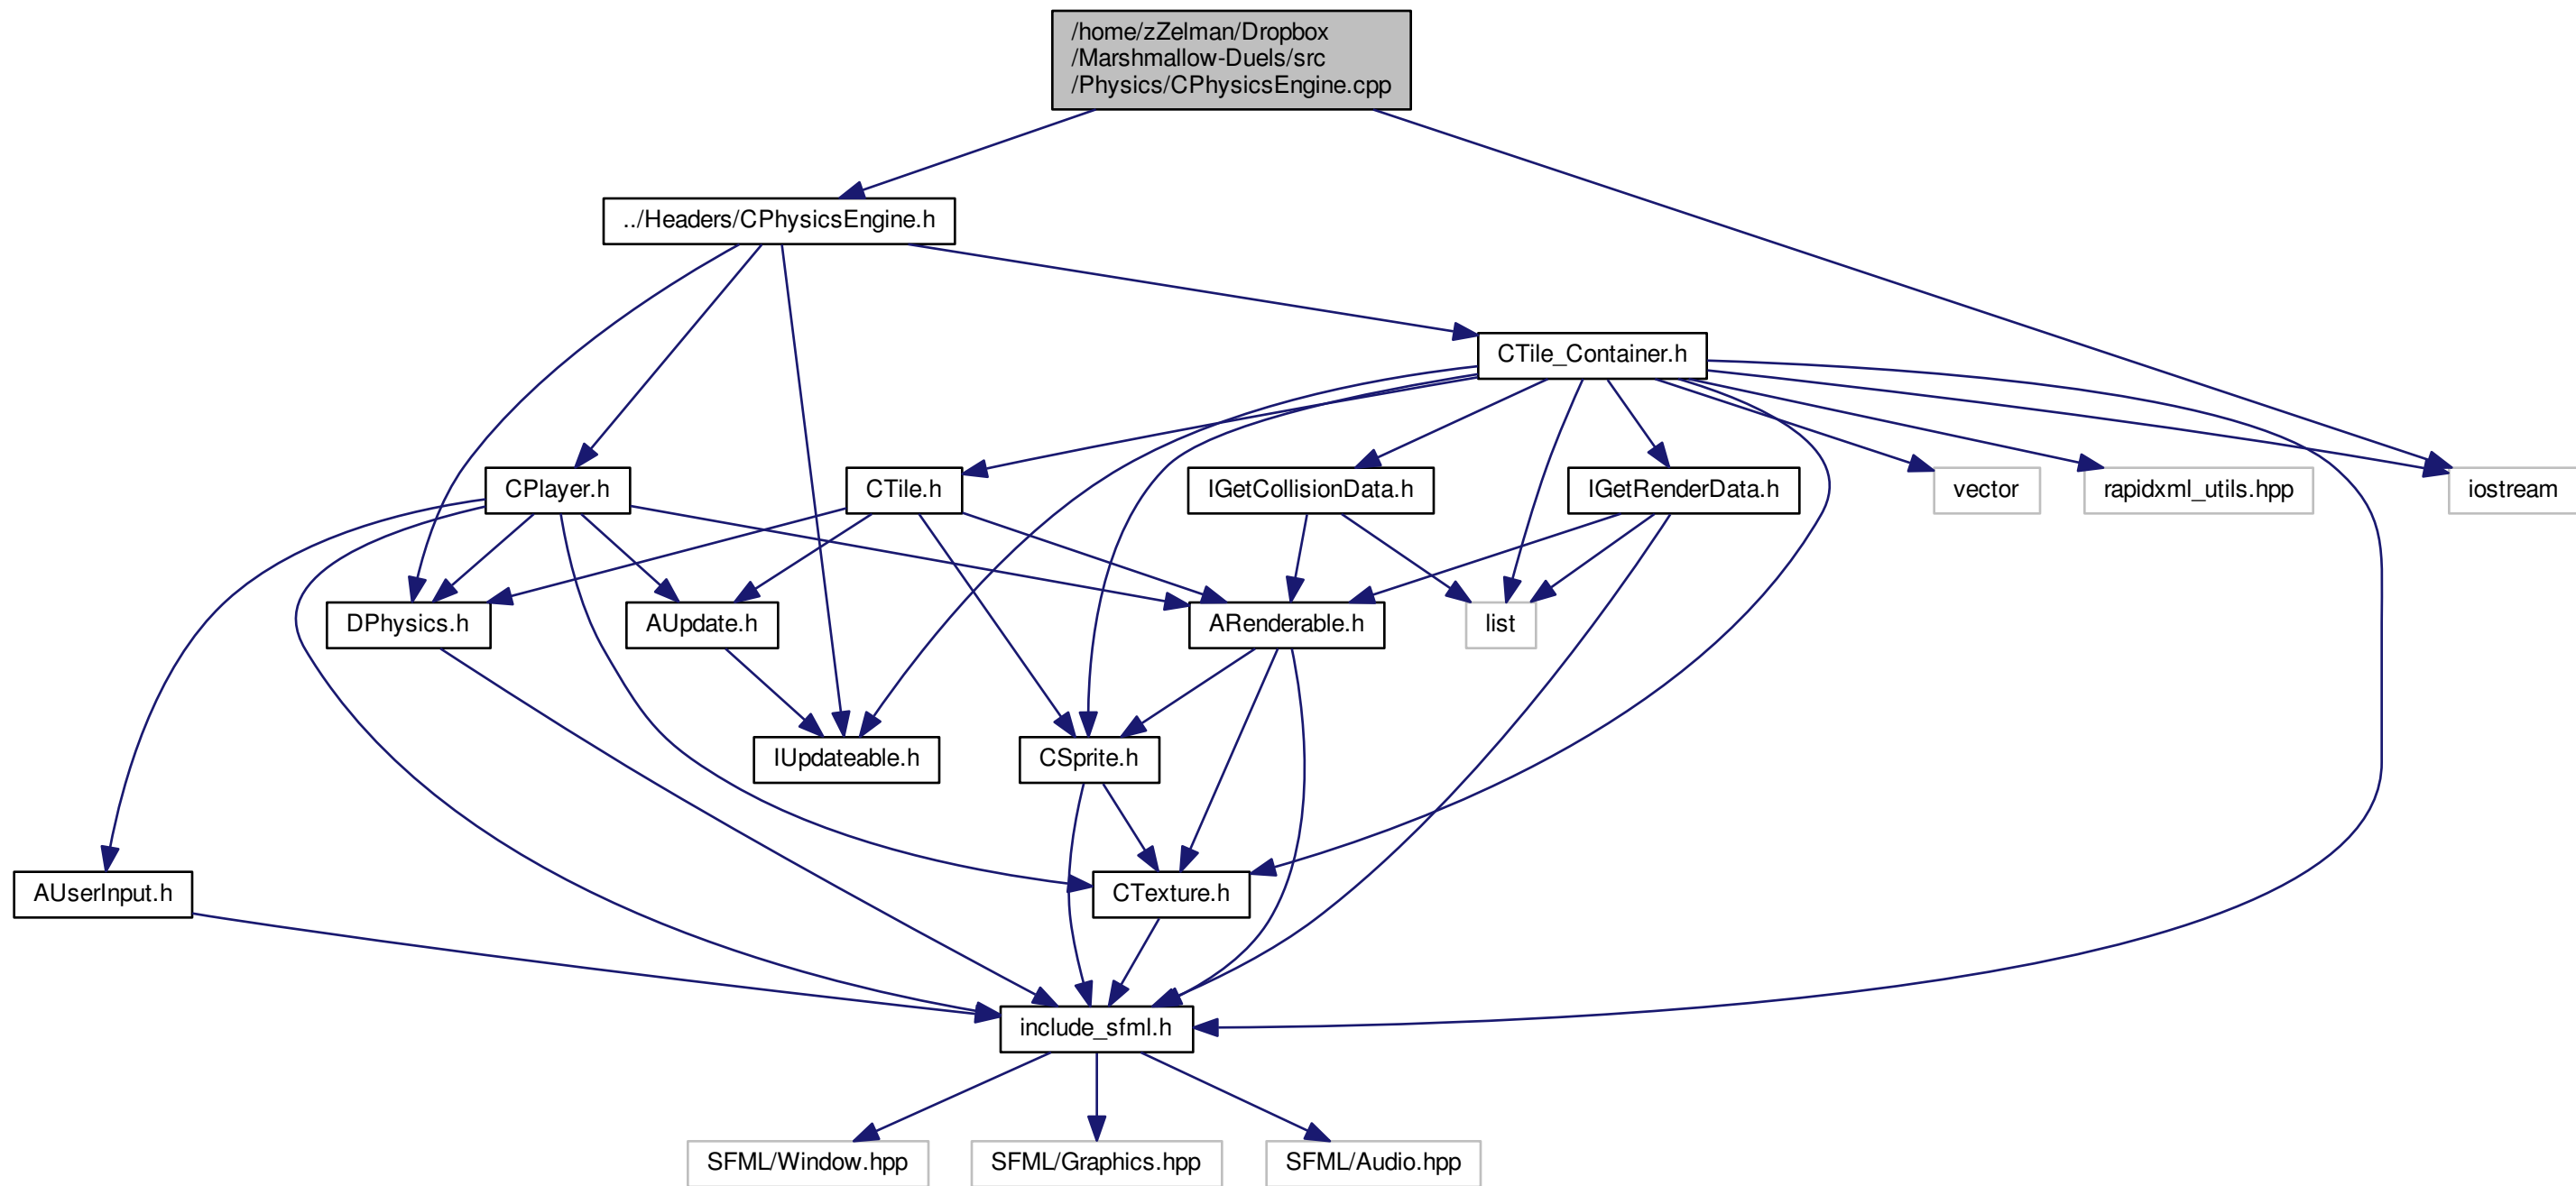 /home/zZelman/Dropbox
/Marshmallow-Duels/src
/Physics/CPhysicsEngine.cpp
../Headers/CPhysicsEngine.h
CTile_Container.h
CPlayer.h
CTile.h
IGetCollisionData.h
IGetRenderData.h
vector
rapidxml_utils.hpp
iostream
DPhysics.h
AUpdate.h
ARenderable.h
list
IUpdateable.h
CSprite.h
AUserInput.h
CTexture.h
include_sfml.h
SFML/Window.hpp
SFML/Graphics.hpp
SFML/Audio.hpp